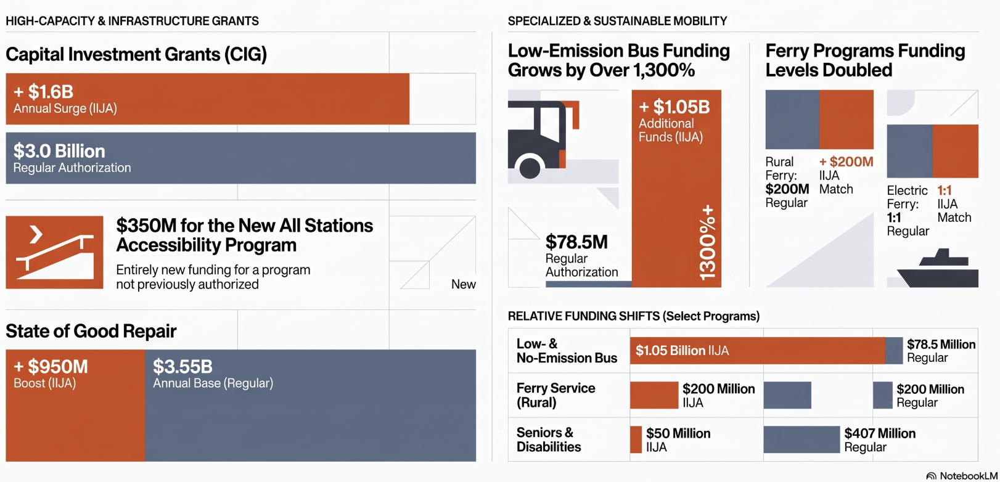 HIGH-CAPACITY & INFRASTRUCTURE GRANTS
Capital Investment Grants (CIG)
+ $1.6B
Annual Surge (IIJA)
$3.0 Billion
Regular Authorization
$350M for the New All Stations
Accessibility Program
Entirely new funding for a program
not previously authorized
New
State of Good Repair
+ $950M
Boost (IIJA)
$3.55B
Annual Base (Regular)
SPECIALIZED & SUSTAINABLE MOBILITY
Low-Emission Bus Funding
Grows by Over 1,300%
+ $1.05B
Additional
Funds (IIJA)
1300%+
$78.5M
Regular
Authorization
Ferry Programs Funding
Levels Doubled
Rural
Ferry:
$200M
Regular
+ $200M
IIJA
Match
Electric
Ferry:
1:1
Regular
1:1
IIJA
Match
RELATIVE FUNDING SHIFTS (Select Programs)
Low- &
No-Emission Bus
$1.05 Billion IIJA
$78.5 Million
Regular
Ferry Service
(Rural)
$200 Million
IIJA
$200 Million
Regular
Seniors &
Disabilities
$50 Million
IIJA
$407 Million
Regular
NotebookLM